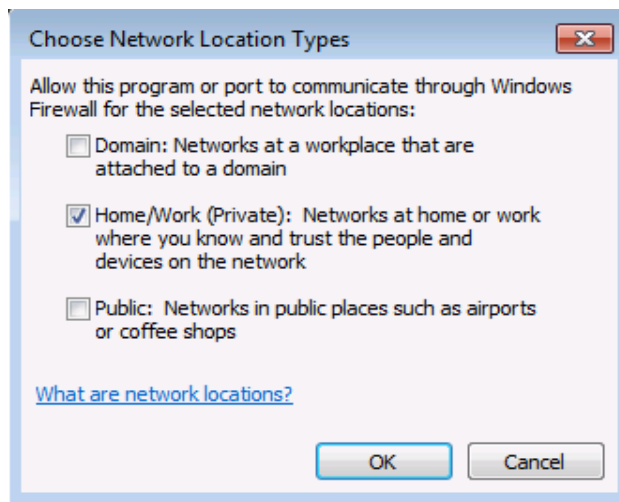 Choose Network Location Types
Allow this program or port to communicate through Windows
Firewall for the selected network locations:
Domain: Networks at a workplace that are
attached to a domain
Home/Work (Private): Networks at home or work
where you know and trust the people and
devices on the network
Public: Networks in public places such as airports
or coffee shops
What are network locations?
OK Cancel